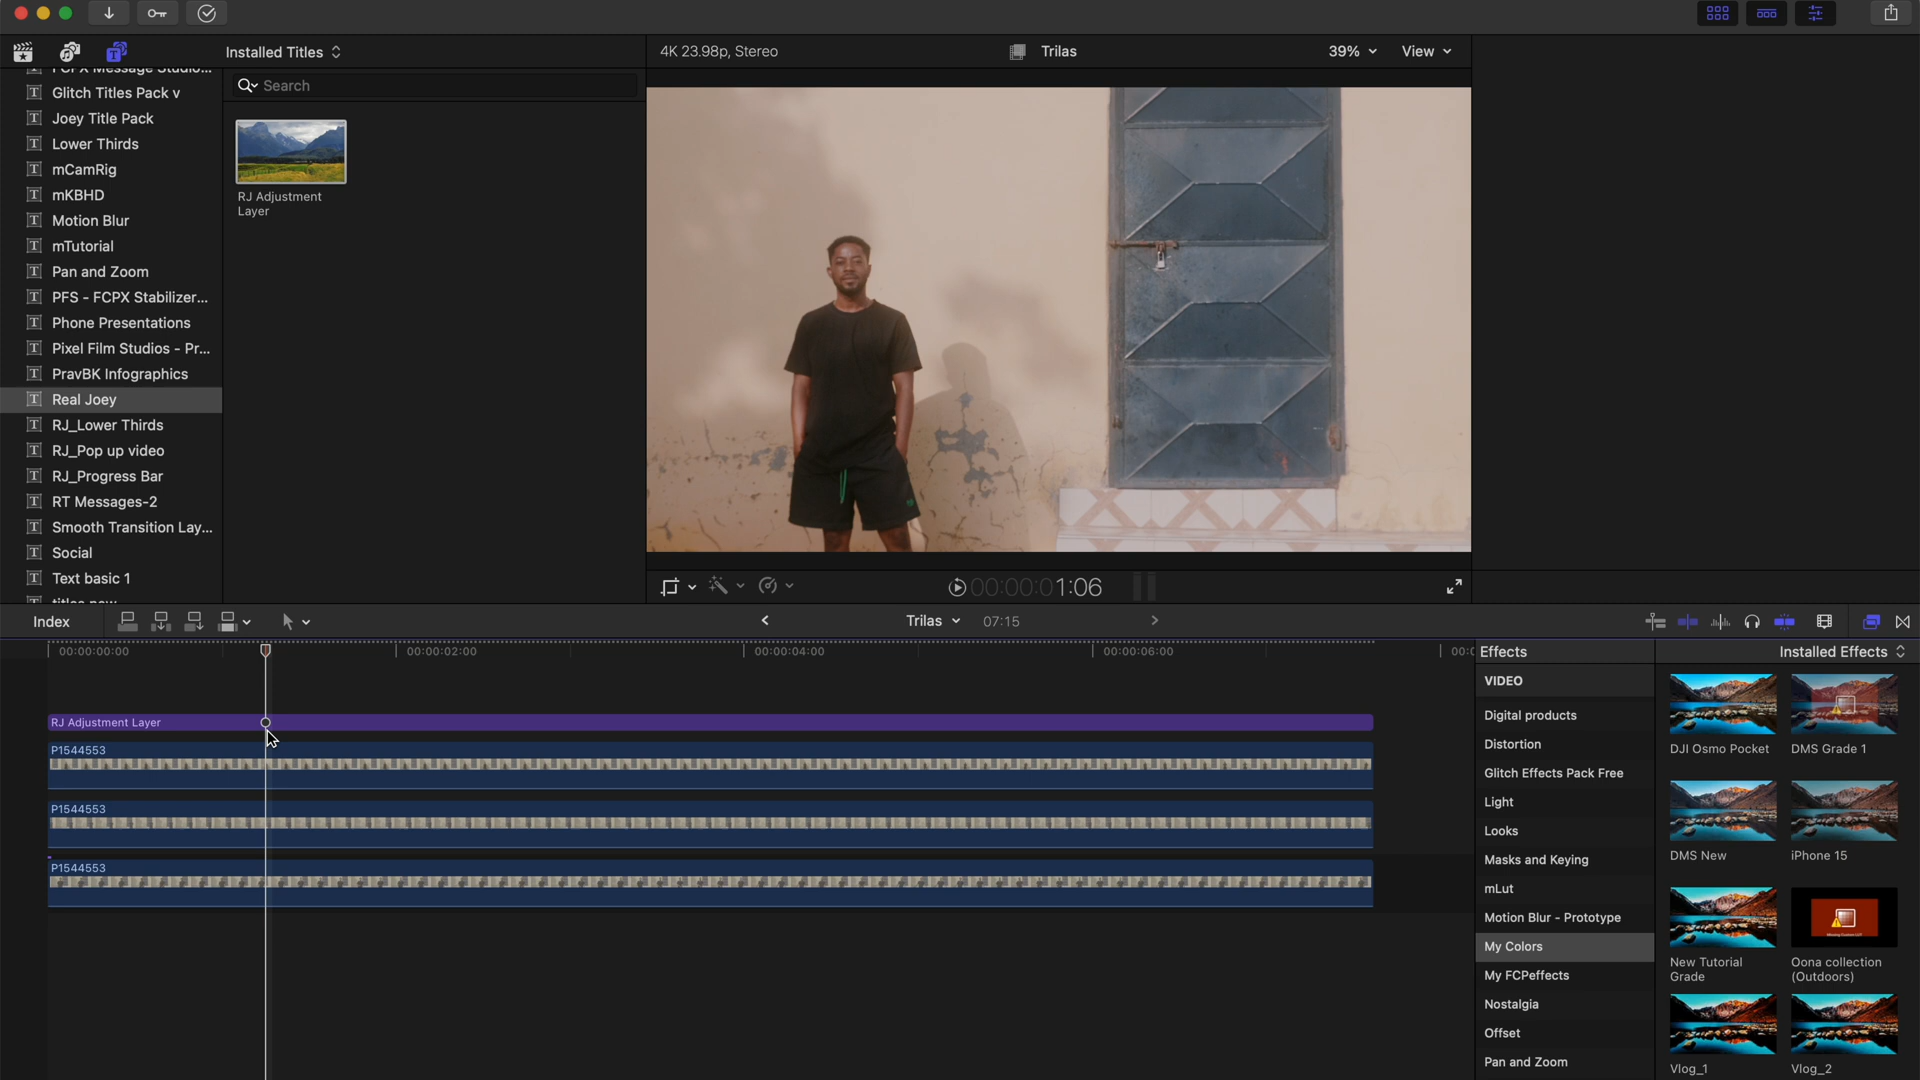 Installed Titles
4K 23.98p, Stereo
Trilas
39%
View
FCPX Message Studio...
Glitch Titles Pack v
Joey Title Pack
Lower Thirds
mCamRig
mKBHD
Motion Blur
mTutorial
Pan and Zoom
PFS - FCPX Stabilizer...
Phone Presentations
Pixel Film Studios - Pr...
PravBK Infographics
Real Joey
RJ_Lower Thirds
RJ_Pop up video
RJ_Progress Bar
RT Messages-2
Smooth Transition Lay...
Social
Text basic 1
titles new
Search
RJ Adjustment
Layer
00:00:01:06
Index
Trilas
07:15
00:00:00:00
00:00:02:00
00:00:04:00
00:00:06:00
00:0
RJ Adjustment Layer
P1544553
P1544553
P1544553
Effects
Installed Effects
VIDEO
Digital products
Distortion
Glitch Effects Pack Free
Light
Looks
Masks and Keying
mLut
Motion Blur - Prototype
My Colors
My FCPeffects
Nostalgia
Offset
Pan and Zoom
DJI Osmo Pocket
DMS Grade 1
DMS New
iPhone 15
New Tutorial
Grade
Oona collection
(Outdoors)
Vlog_1
Vlog_2